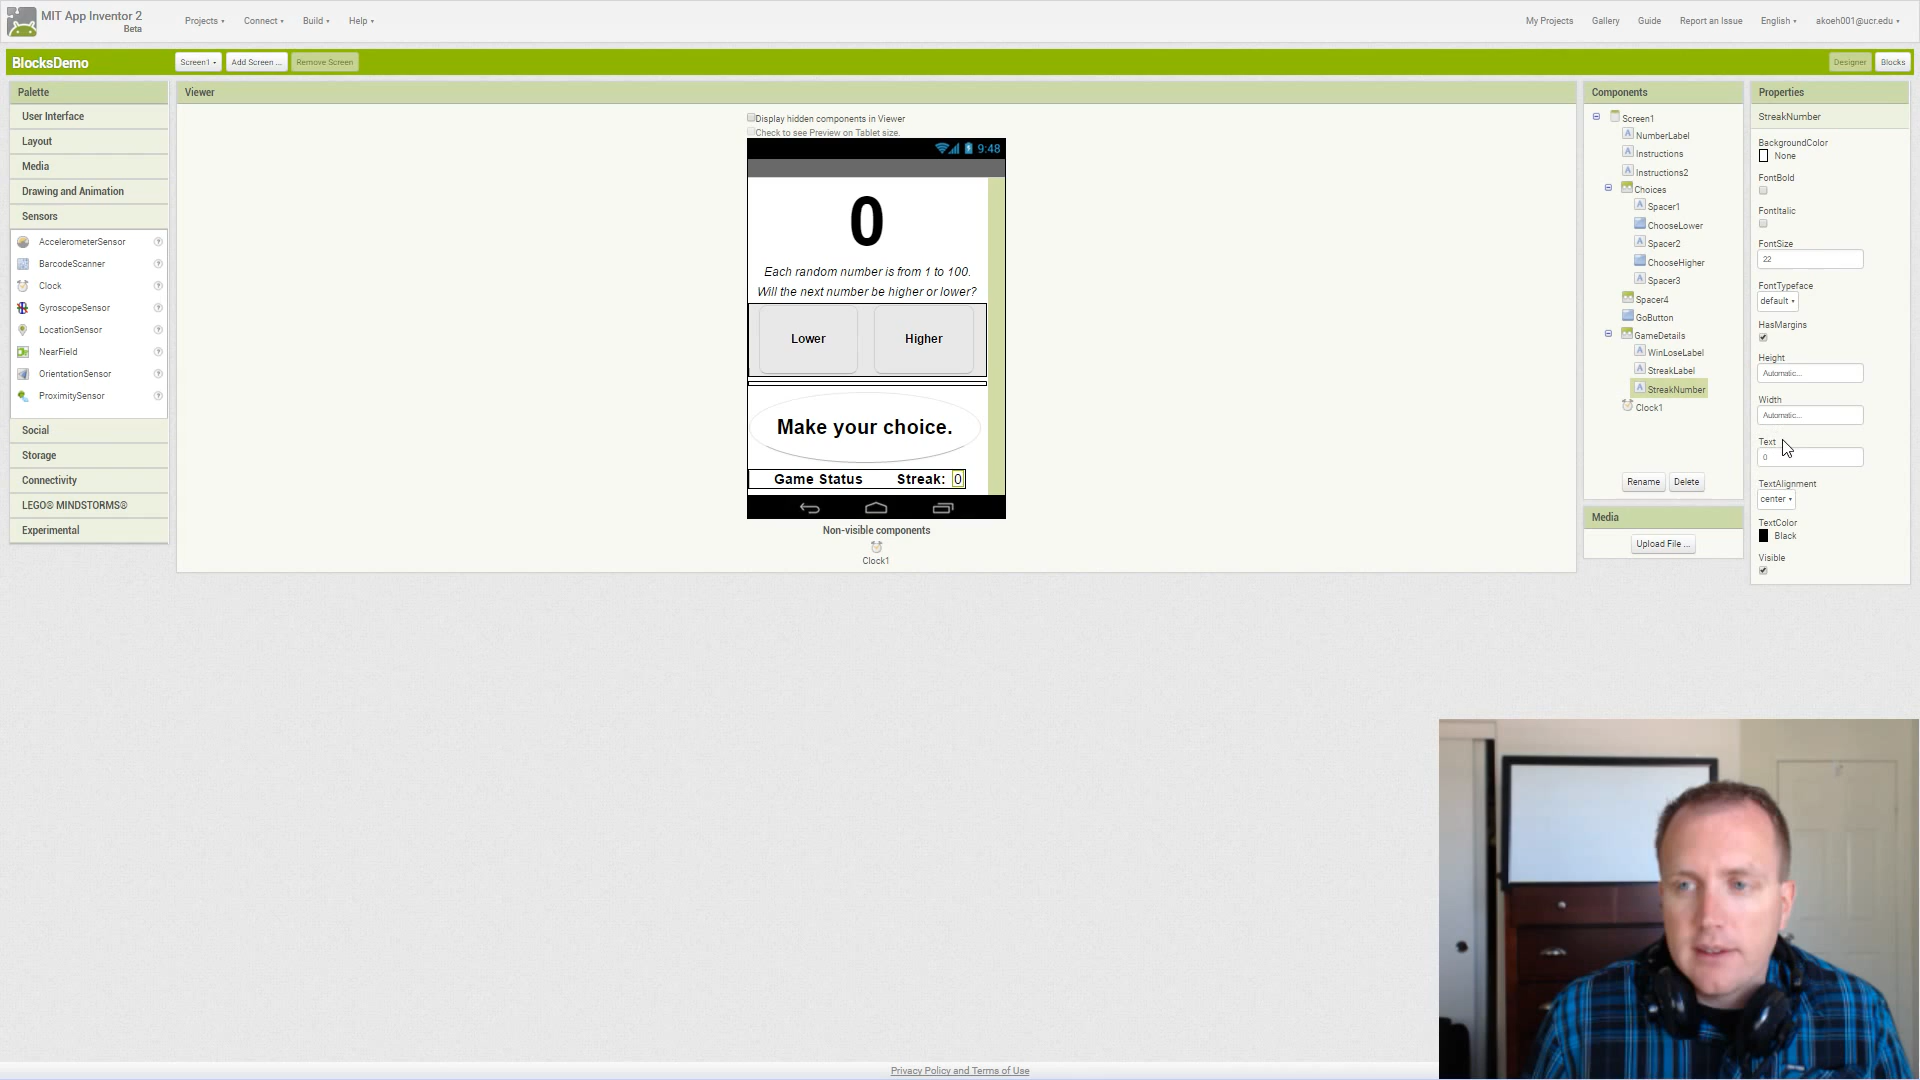 MIT App Inventor 2
Beta
Projects Connect Build Help
My Projects Gallery Guide Report an Issue English akoeh001@ucr.edu
BlocksDemo
Screen1 Add Screen ... Remove Screen
Designer Blocks
Palette
User Interface
Layout
Media
Drawing and Animation
Sensors
AccelerometerSensor ?
BarcodeScanner ?
Clock ?
GyroscopeSensor ?
LocationSensor ?
NearField ?
OrientationSensor ?
ProximitySensor ?
Social
Storage
Connectivity
LEGO® MINDSTORMS®
Experimental
Viewer
Display hidden components in Viewer
Check to see Preview on Tablet size.
9:48
0
Each random number is from 1 to 100.
Will the next number be higher or lower?
Lower Higher
Make your choice.
Game Status Streak: 0
Non-visible components
Clock1
Components
Screen1
A NumberLabel
A Instructions
A Instructions2
Choices
A Spacer1
ChooseLower
A Spacer2
ChooseHigher
A Spacer3
Spacer4
GoButton
GameDetails
A WinLoseLabel
A StreakLabel
A StreakNumber
Clock1
Rename Delete
Media
Upload File ...
Properties
StreakNumber
BackgroundColor
None
FontBold
FontItalic
FontSize
22
FontTypeface
default
HasMargins
Height
Automatic...
Width
Automatic...
Text
0
TextAlignment
center
TextColor
Black
Visible
Privacy Policy and Terms of Use